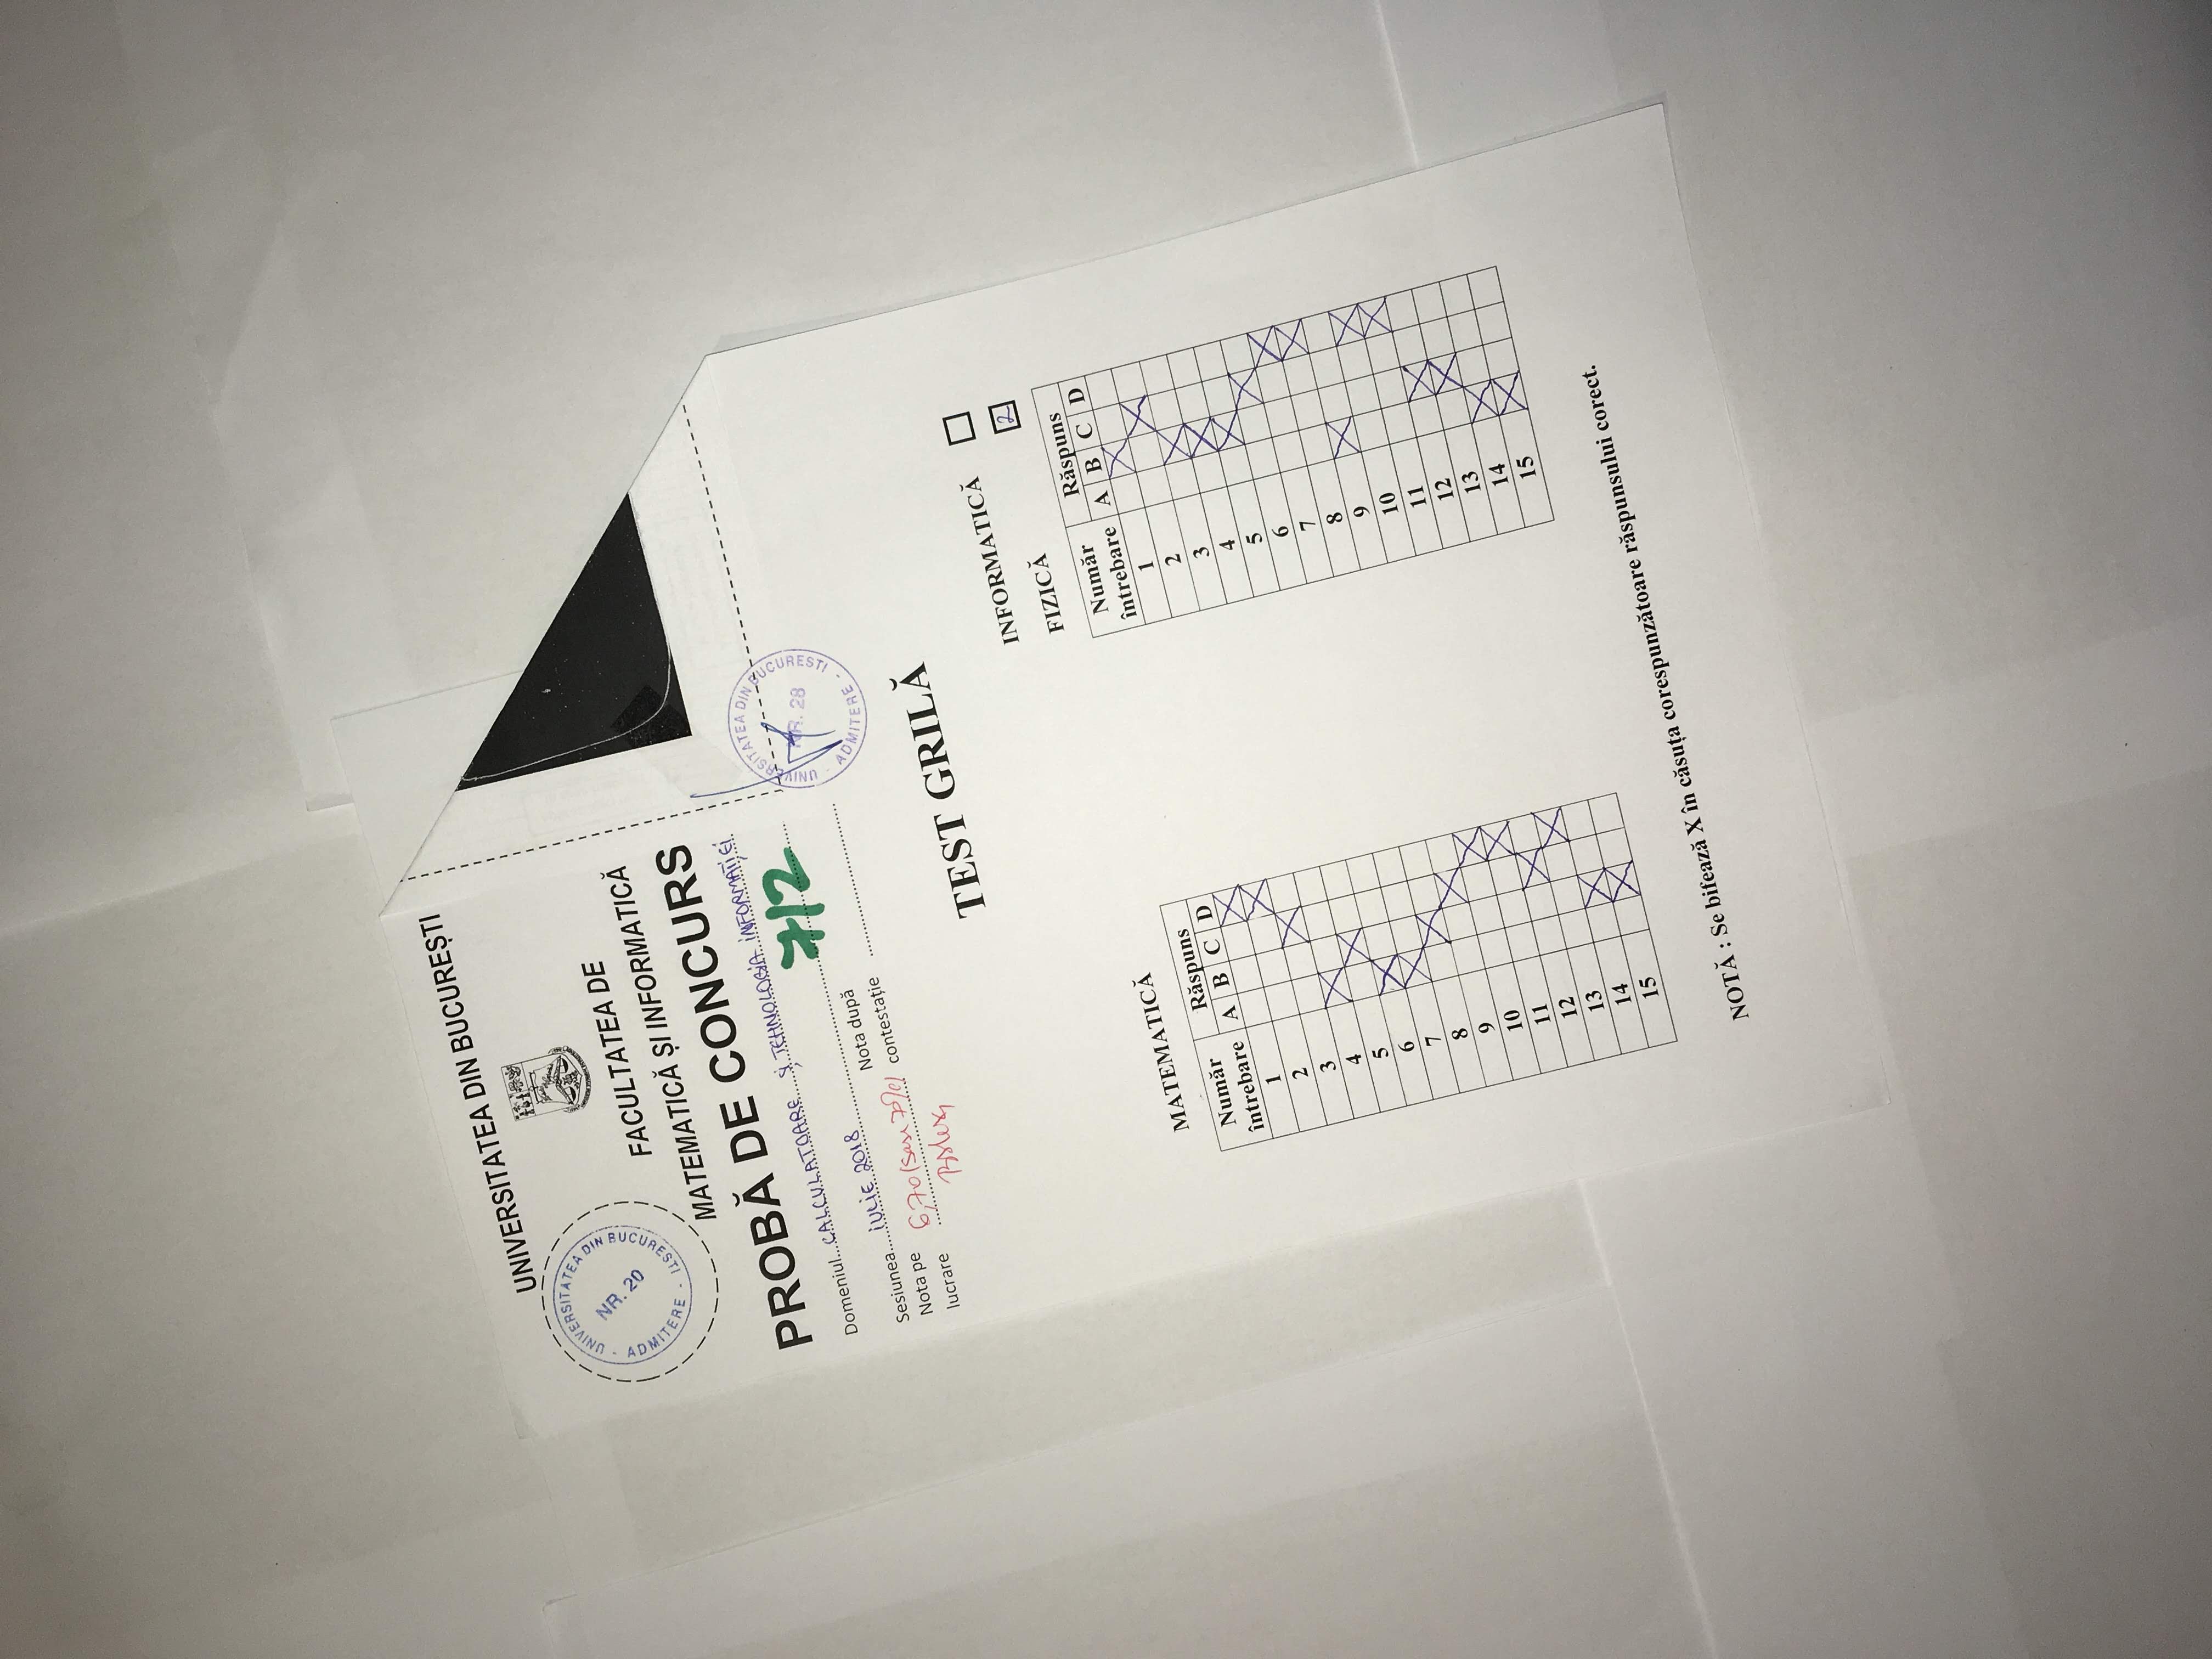 UNIVERSITATEA DIN BUCUREȘTI
UNIVERSITATEA DIN BUCUREȘTI - ADMITERE -
NR. 20
FACULTATEA DE
MATEMATICĂ ȘI INFORMATICĂ
PROBĂ DE CONCURS
Domeniul CALCULATOARE și TEHNOLOGIA INFORMAȚIEI
Sesiunea IULIE 2018
7/2
Nota pe lucrare 6,70 (șase 70%)
Nota după contestație
UNIVERSITATEA DIN BUCUREȘTI - ADMITERE -
NR. 28
TEST GRILĂ
INFORMATICĂ
FIZICĂ 2
MATEMATICĂ
Număr întrebare Răspuns
A B C D
1
2
3
4
5
6
7
8
9
10
11
12
13
14
15
Număr întrebare Răspuns
A B C D
1
2
3
4
5
6
7
8
9
10
11
12
13
14
15
NOTĂ : Se bifează X în căsuța corespunzătoare răspunsului corect.